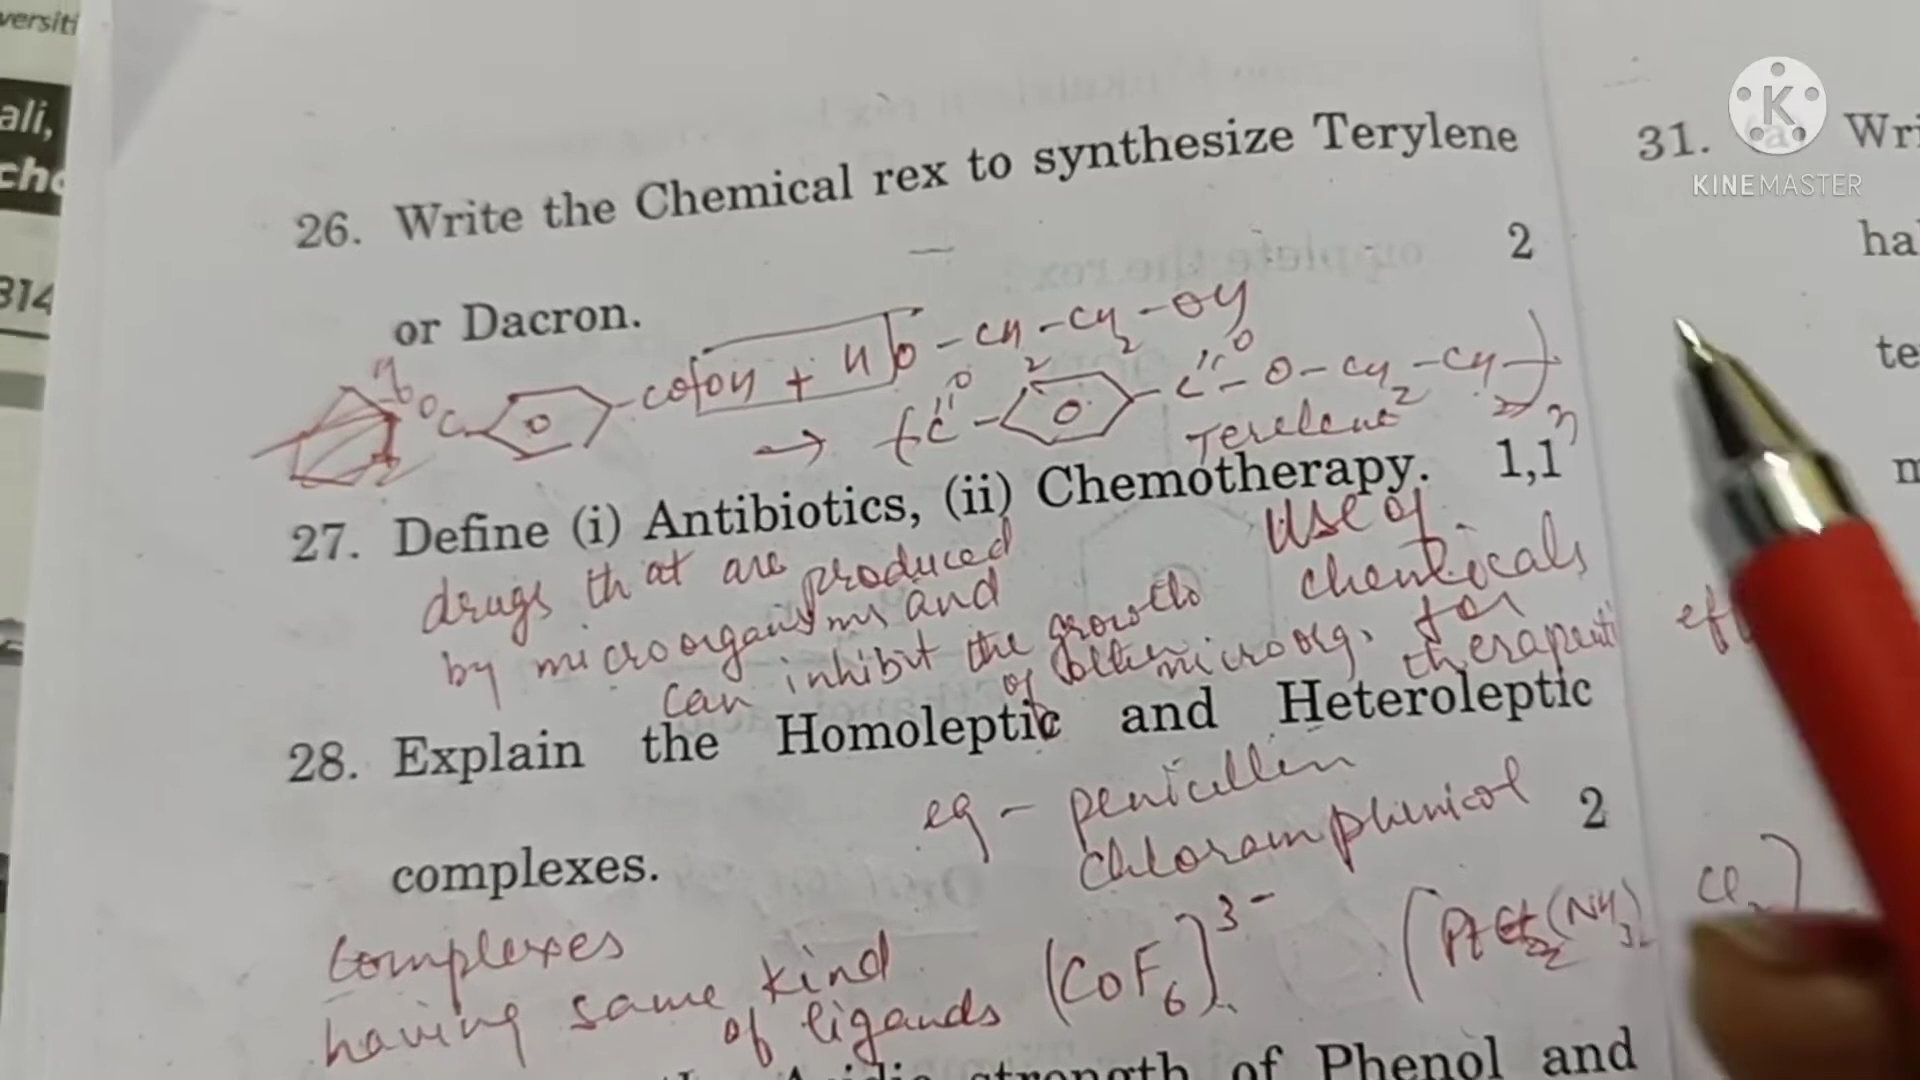 versiti
ali,
314
KINEMASTER
26. Write the Chemical rex to synthesize Terylene
2
or Dacron.
HOOC - COOH + HO - CH2 - CH2 - OH
→ ( C - C - O - CH2 - CH2 )n
O O
Terelene
27. Define (i) Antibiotics, (ii) Chemotherapy. 1,1
drugs that are produced
by microorganisms and
can inhibit the growth
of other microorg.
Use of
chemicals
for
therapeuti
eg - penicillin
chloramphenicol
28. Explain the Homoleptic and Heteroleptic
2
complexes.
complexes
having same kind
of ligands (CoF6]3-
strength of Phenol and
31. Wri
ha
te
m